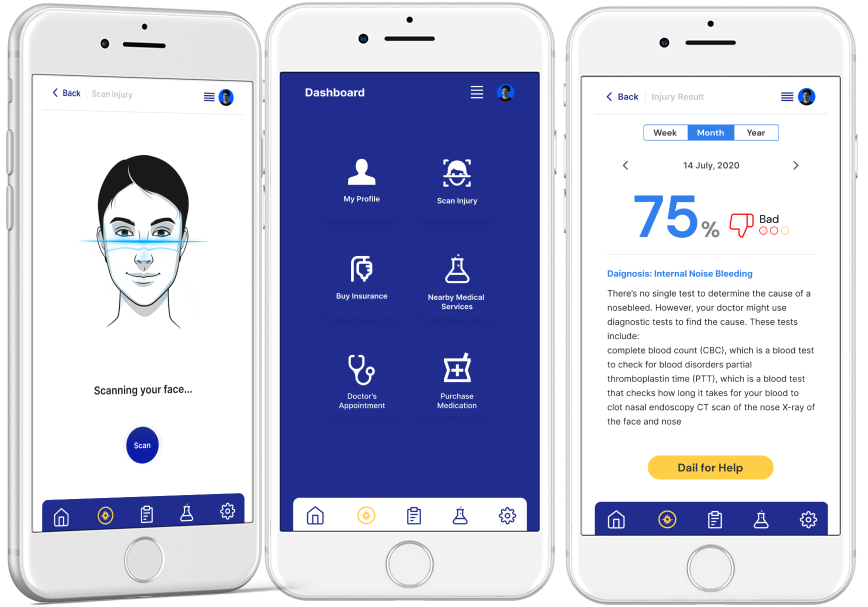 Back
Scan Injury
Scanning your face...
Scan
Dashboard
My Profile
Scan Injury
Buy Insurance
Nearby Medical
Services
Doctor's
Appointment
Purchase
Medication
Back
Injury Result
Week
Month
Year
14 July, 2020
75%
Bad
Daignosis: Internal Noise Bleeding
There's no single test to determine the cause of a
nosebleed. However, your doctor might use
diagnostic tests to find the cause. These tests
include:
complete blood count (CBC), which is a blood test
to check for blood disorders partial
thromboplastin time (PTT), which is a blood test
that checks how long it takes for your blood to
clot nasal endoscopy CT scan of the nose X-ray of
the face and nose
Dail for Help